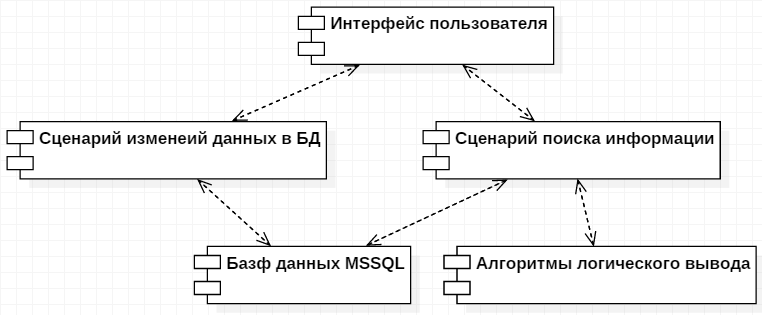 Интерфейс пользователя
Сценарий изменеий данных в БД
Сценарий поиска информации
Базф данных MSSQL
Алгоритмы логического вывода